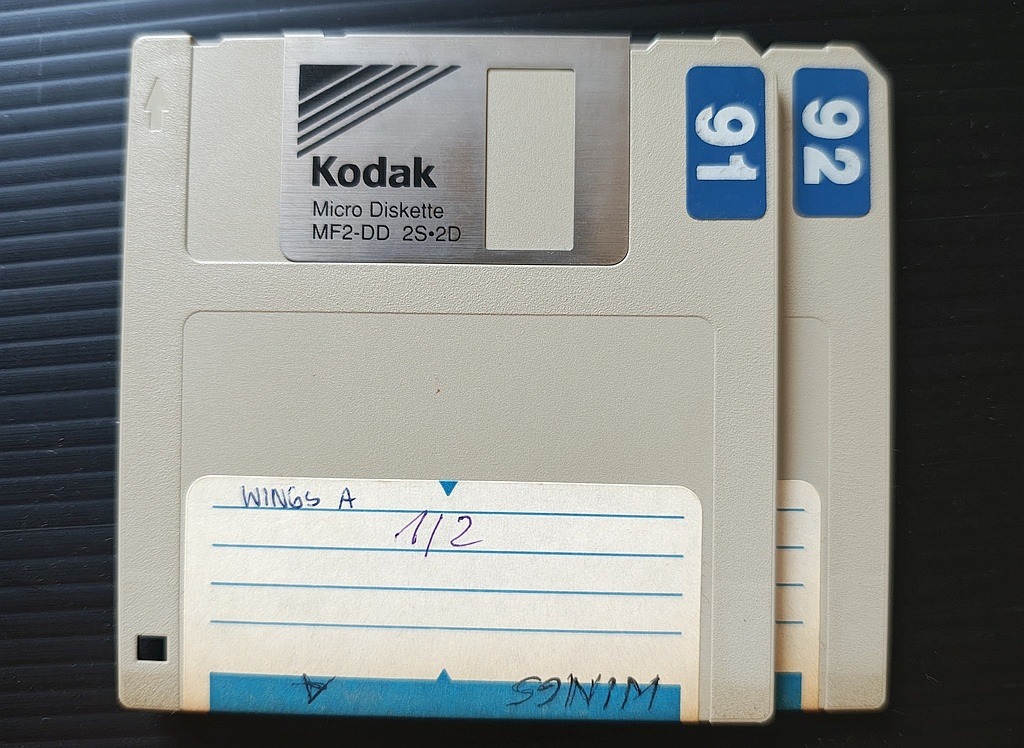 Kodak
Micro Diskette
MF2-DD 2S•2D
91
92
WINGS A
1/2
WINGS A